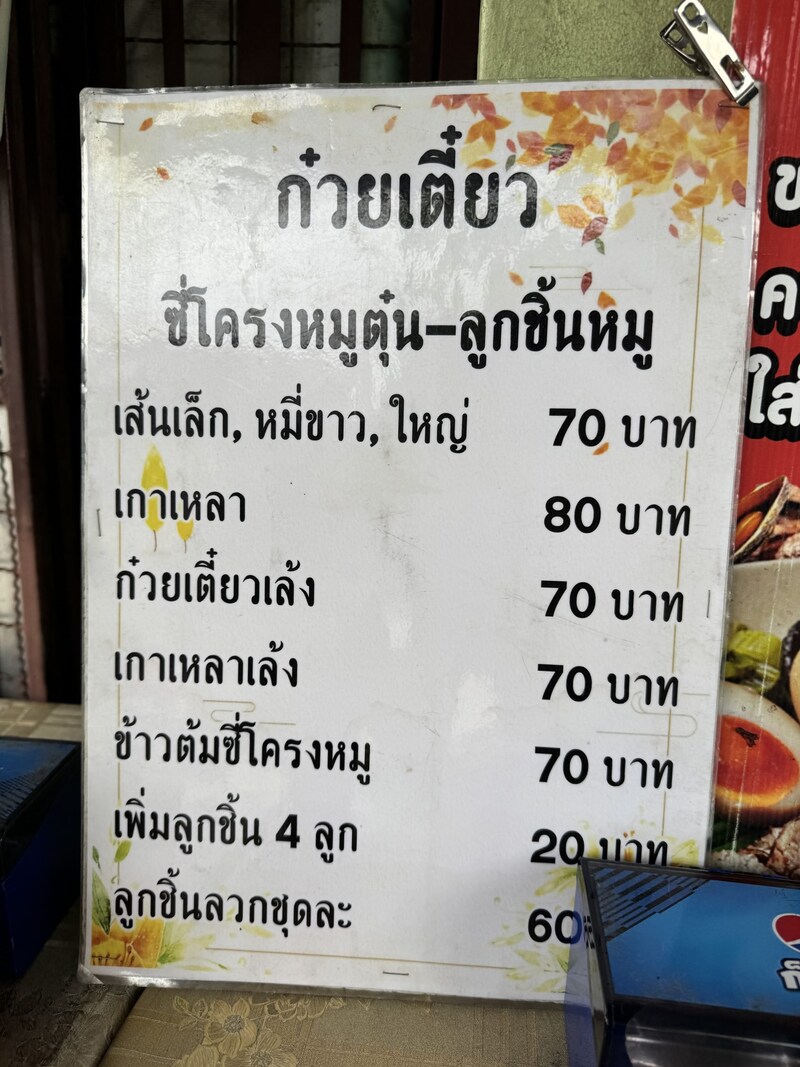 ก๋วยเตี๋ยว
ซี่โครงหมูตุ๋น-ลูกชิ้นหมู
เส้นเล็ก, หมี่ขาว, ใหญ่ 70 บาท
เกาเหลา 80 บาท
ก๋วยเตี๋ยวเล้ง 70 บาท
เกาเหลาเล้ง 70 บาท
ข้าวต้มซี่โครงหมู 70 บาท
เพิ่มลูกชิ้น 4 ลูก 20 บาท
ลูกชิ้นลวกชุดละ 60